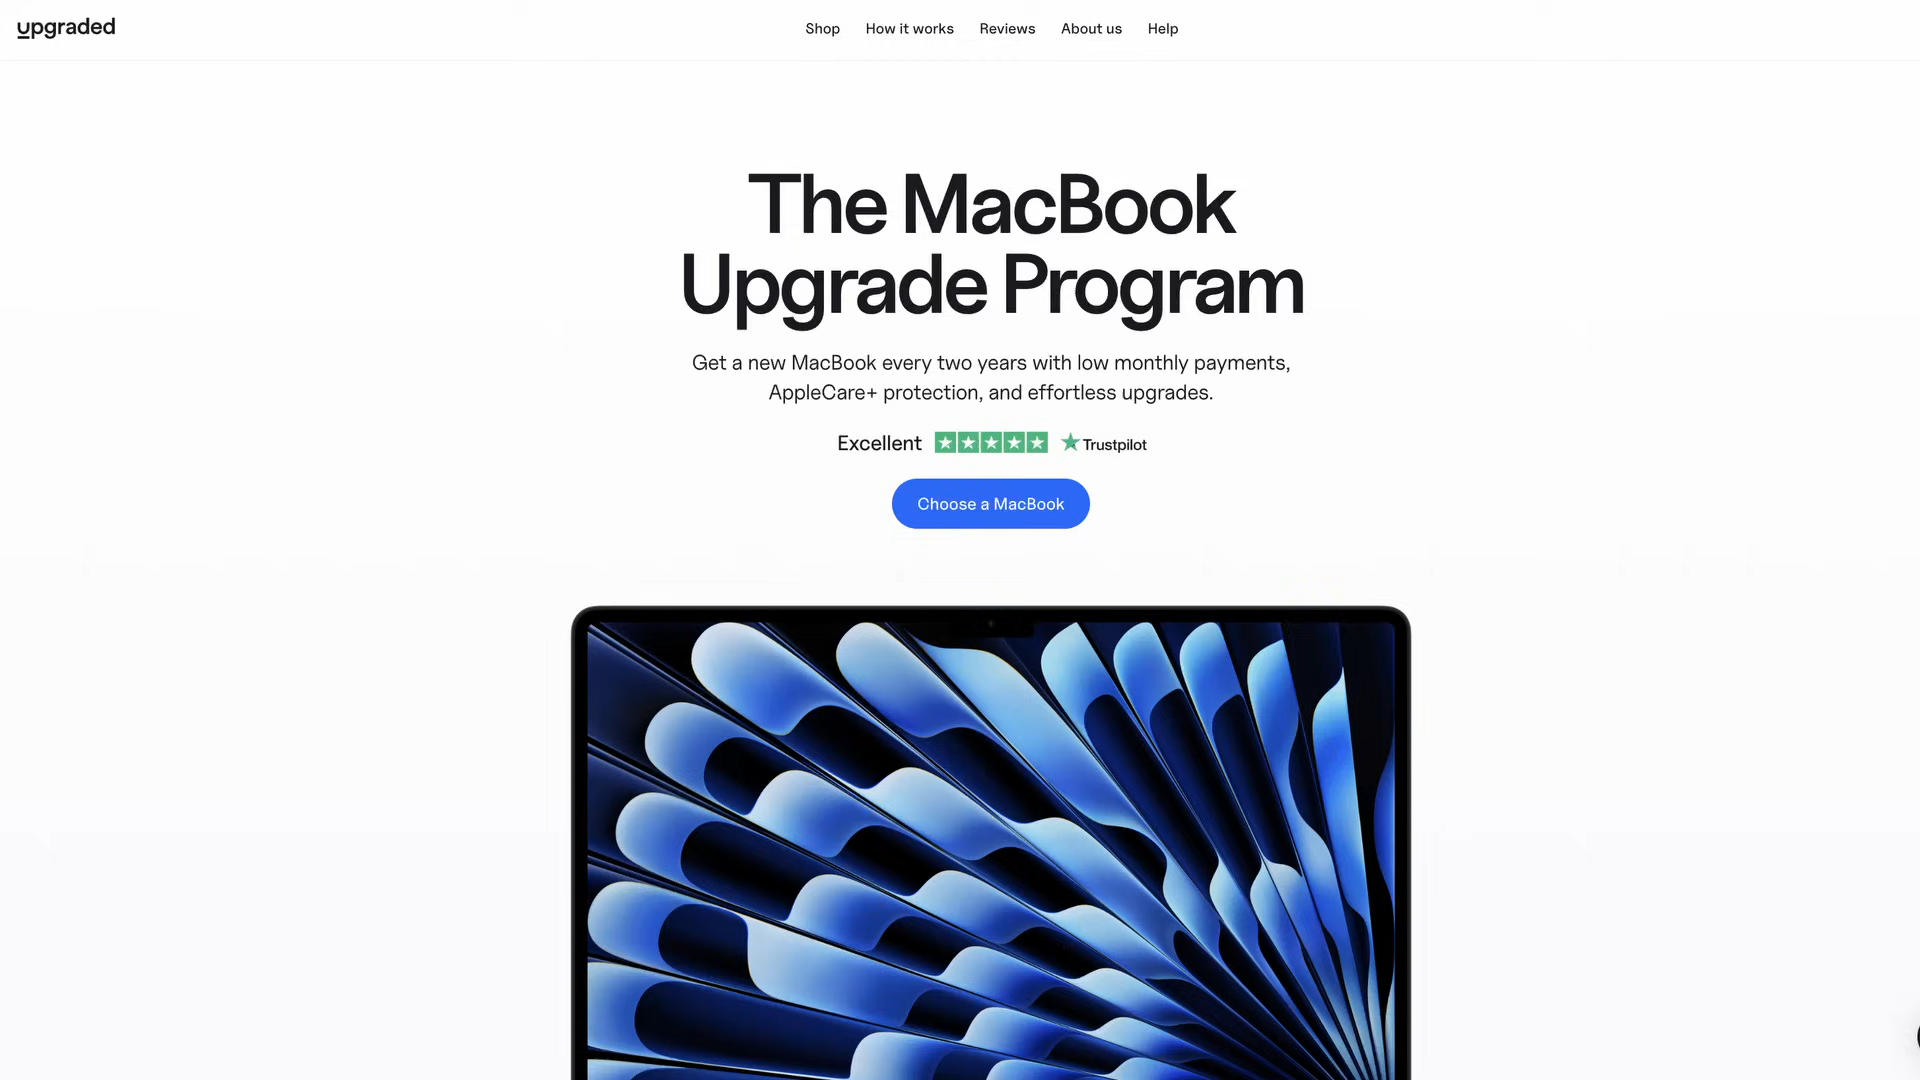 upgraded
Shop How it works Reviews About us Help
The MacBook
Upgrade Program
Get a new MacBook every two years with low monthly payments,
AppleCare+ protection, and effortless upgrades.
Excellent Trustpilot
Choose a MacBook